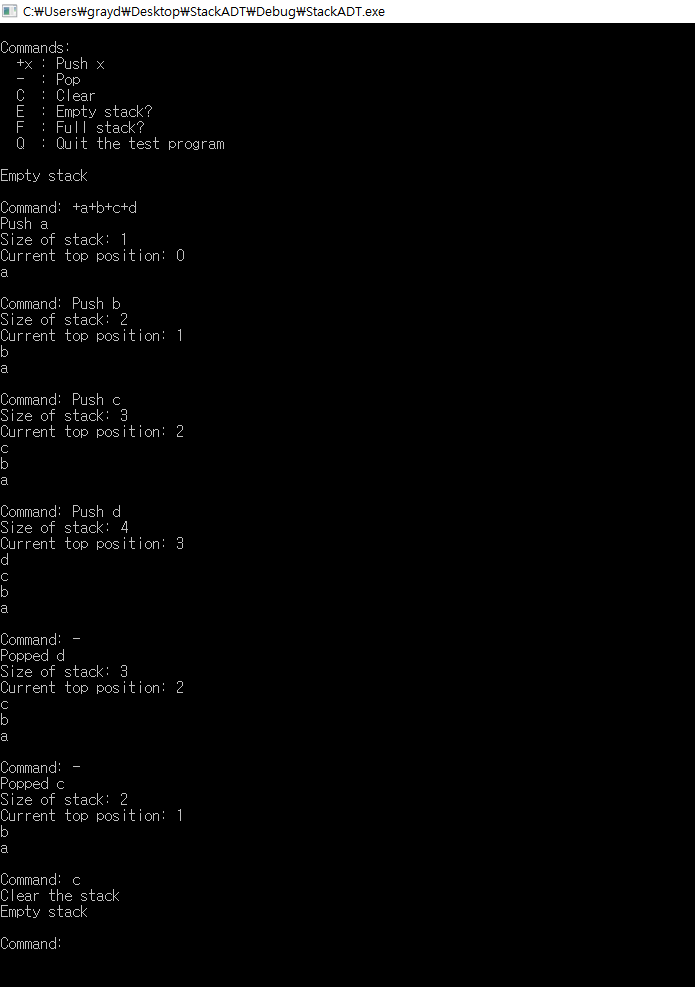 C:₩Users₩grayd₩Desktop₩StackADT₩Debug₩StackADT.exe
Commands:
  +x : Push x
  -  : Pop
  C  : Clear
  E  : Empty stack?
  F  : Full stack?
  Q  : Quit the test program
Empty stack
Command: +a+b+c+d
Push a
Size of stack: 1
Current top position: 0
a
Command: Push b
Size of stack: 2
Current top position: 1
b
a
Command: Push c
Size of stack: 3
Current top position: 2
c
b
a
Command: Push d
Size of stack: 4
Current top position: 3
d
c
b
a
Command: -
Popped d
Size of stack: 3
Current top position: 2
c
b
a
Command: -
Popped c
Size of stack: 2
Current top position: 1
b
a
Command: c
Clear the stack
Empty stack
Command: